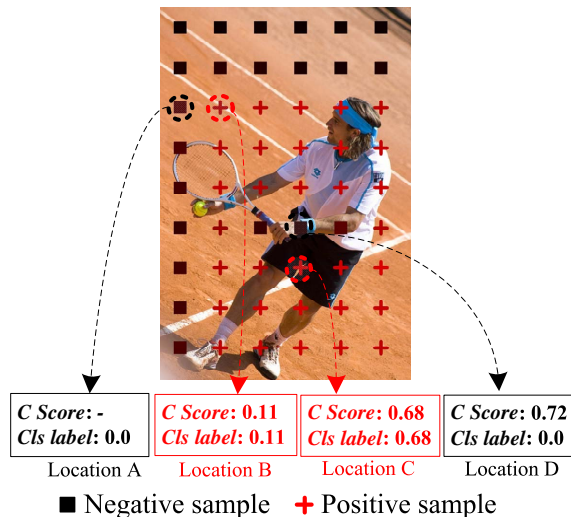 C Score: -
Cls label: 0.0
Location A
C Score: 0.11
Cls label: 0.11
Location B
C Score: 0.68
Cls label: 0.68
Location C
C Score: 0.72
Cls label: 0.0
Location D
Negative sample
Positive sample